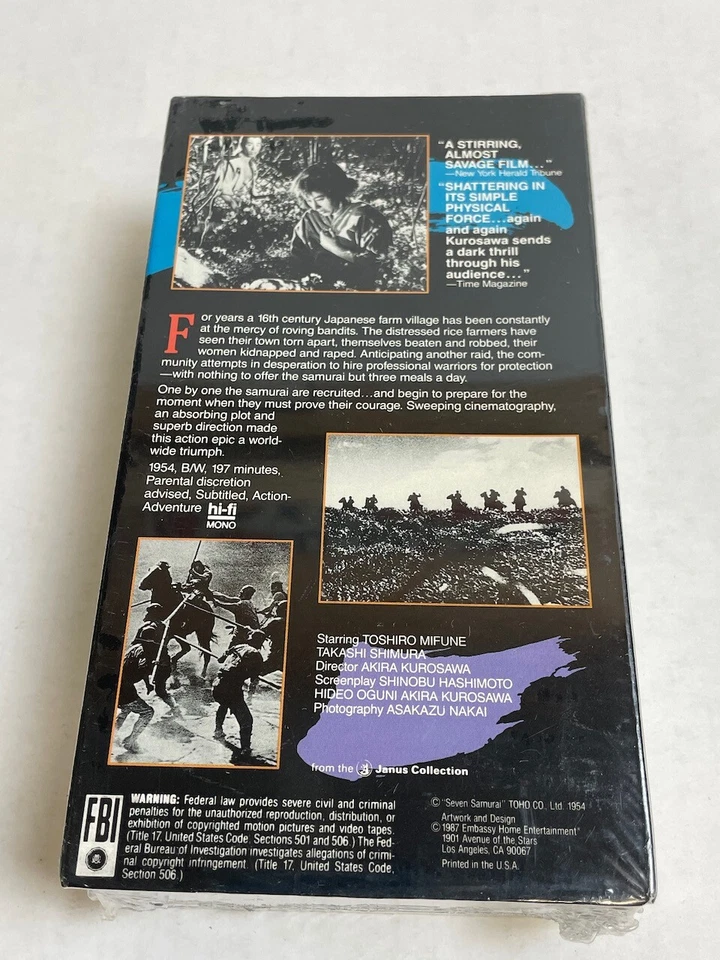 “A STIRRING,
ALMOST
SAVAGE FILM...”
—New York Herald Tribune
“SHATTERING IN
ITS SIMPLE
PHYSICAL
FORCE...again
and again
Kurosawa sends
a dark thrill
through his
audience...”
—Time Magazine
For years a 16th century Japanese farm village has been constantly
at the mercy of roving bandits. The distressed rice farmers have
seen their town torn apart, themselves beaten and robbed, their
women kidnapped and raped. Anticipating another raid, the com-
munity attempts in desperation to hire professional warriors for protection
—with nothing to offer the samurai but three meals a day.
One by one the samurai are recruited...and begin to prepare for the
moment when they must prove their courage. Sweeping cinematography,
an absorbing plot and
superb direction made
this action epic a world-
wide triumph.
1954, B/W, 197 minutes,
Parental discretion
advised, Subtitled, Action-
Adventure hi-fi
MONO
Starring TOSHIRO MIFUNE
TAKASHI SHIMURA
Director AKIRA KUROSAWA
Screenplay SHINOBU HASHIMOTO
HIDEO OGUNI AKIRA KUROSAWA
Photography ASAKAZU NAKAI
from the Janus Collection
FBI
WARNING: Federal law provides severe civil and criminal
penalties for the unauthorized reproduction, distribution, or
exhibition of copyrighted motion pictures and video tapes.
(Title 17, United States Code, Sections 501 and 506.) The Fed-
eral Bureau of Investigation investigates allegations of crimi-
nal copyright infringement. (Title 17, United States Code,
Section 506.)
© "Seven Samurai" TOHO CO., Ltd. 1954
Artwork and Design
© 1987 Embassy Home Entertainment
1901 Avenue of the Stars
Los Angeles, CA 90067
Printed in the U.S.A.